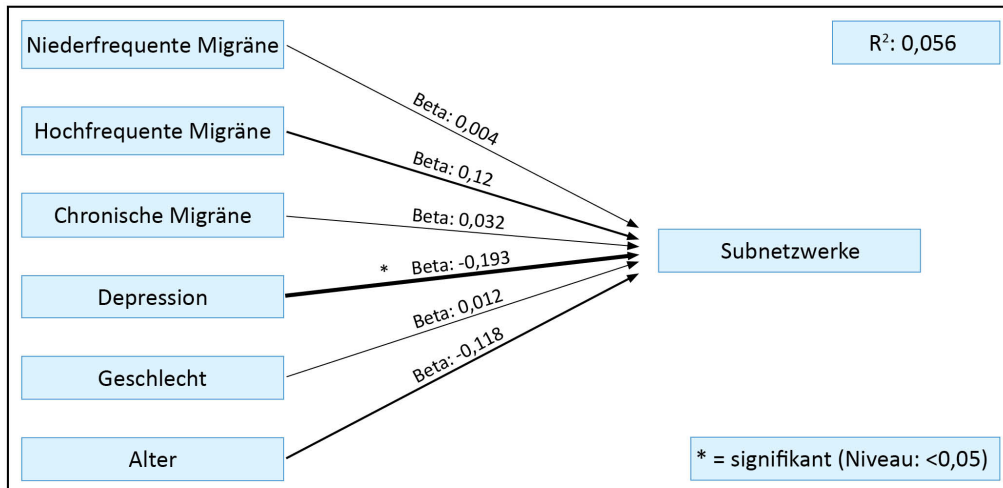 Niederfrequente Migräne
R²: 0,056
Beta: 0,004
Hochfrequente Migräne
Beta: 0,12
Chronische Migräne
Beta: 0,032
Subnetzwerke
* Beta: -0,193
Depression
Beta: 0,012
Geschlecht
Beta: -0,118
Alter
* = signifikant (Niveau: <0,05)